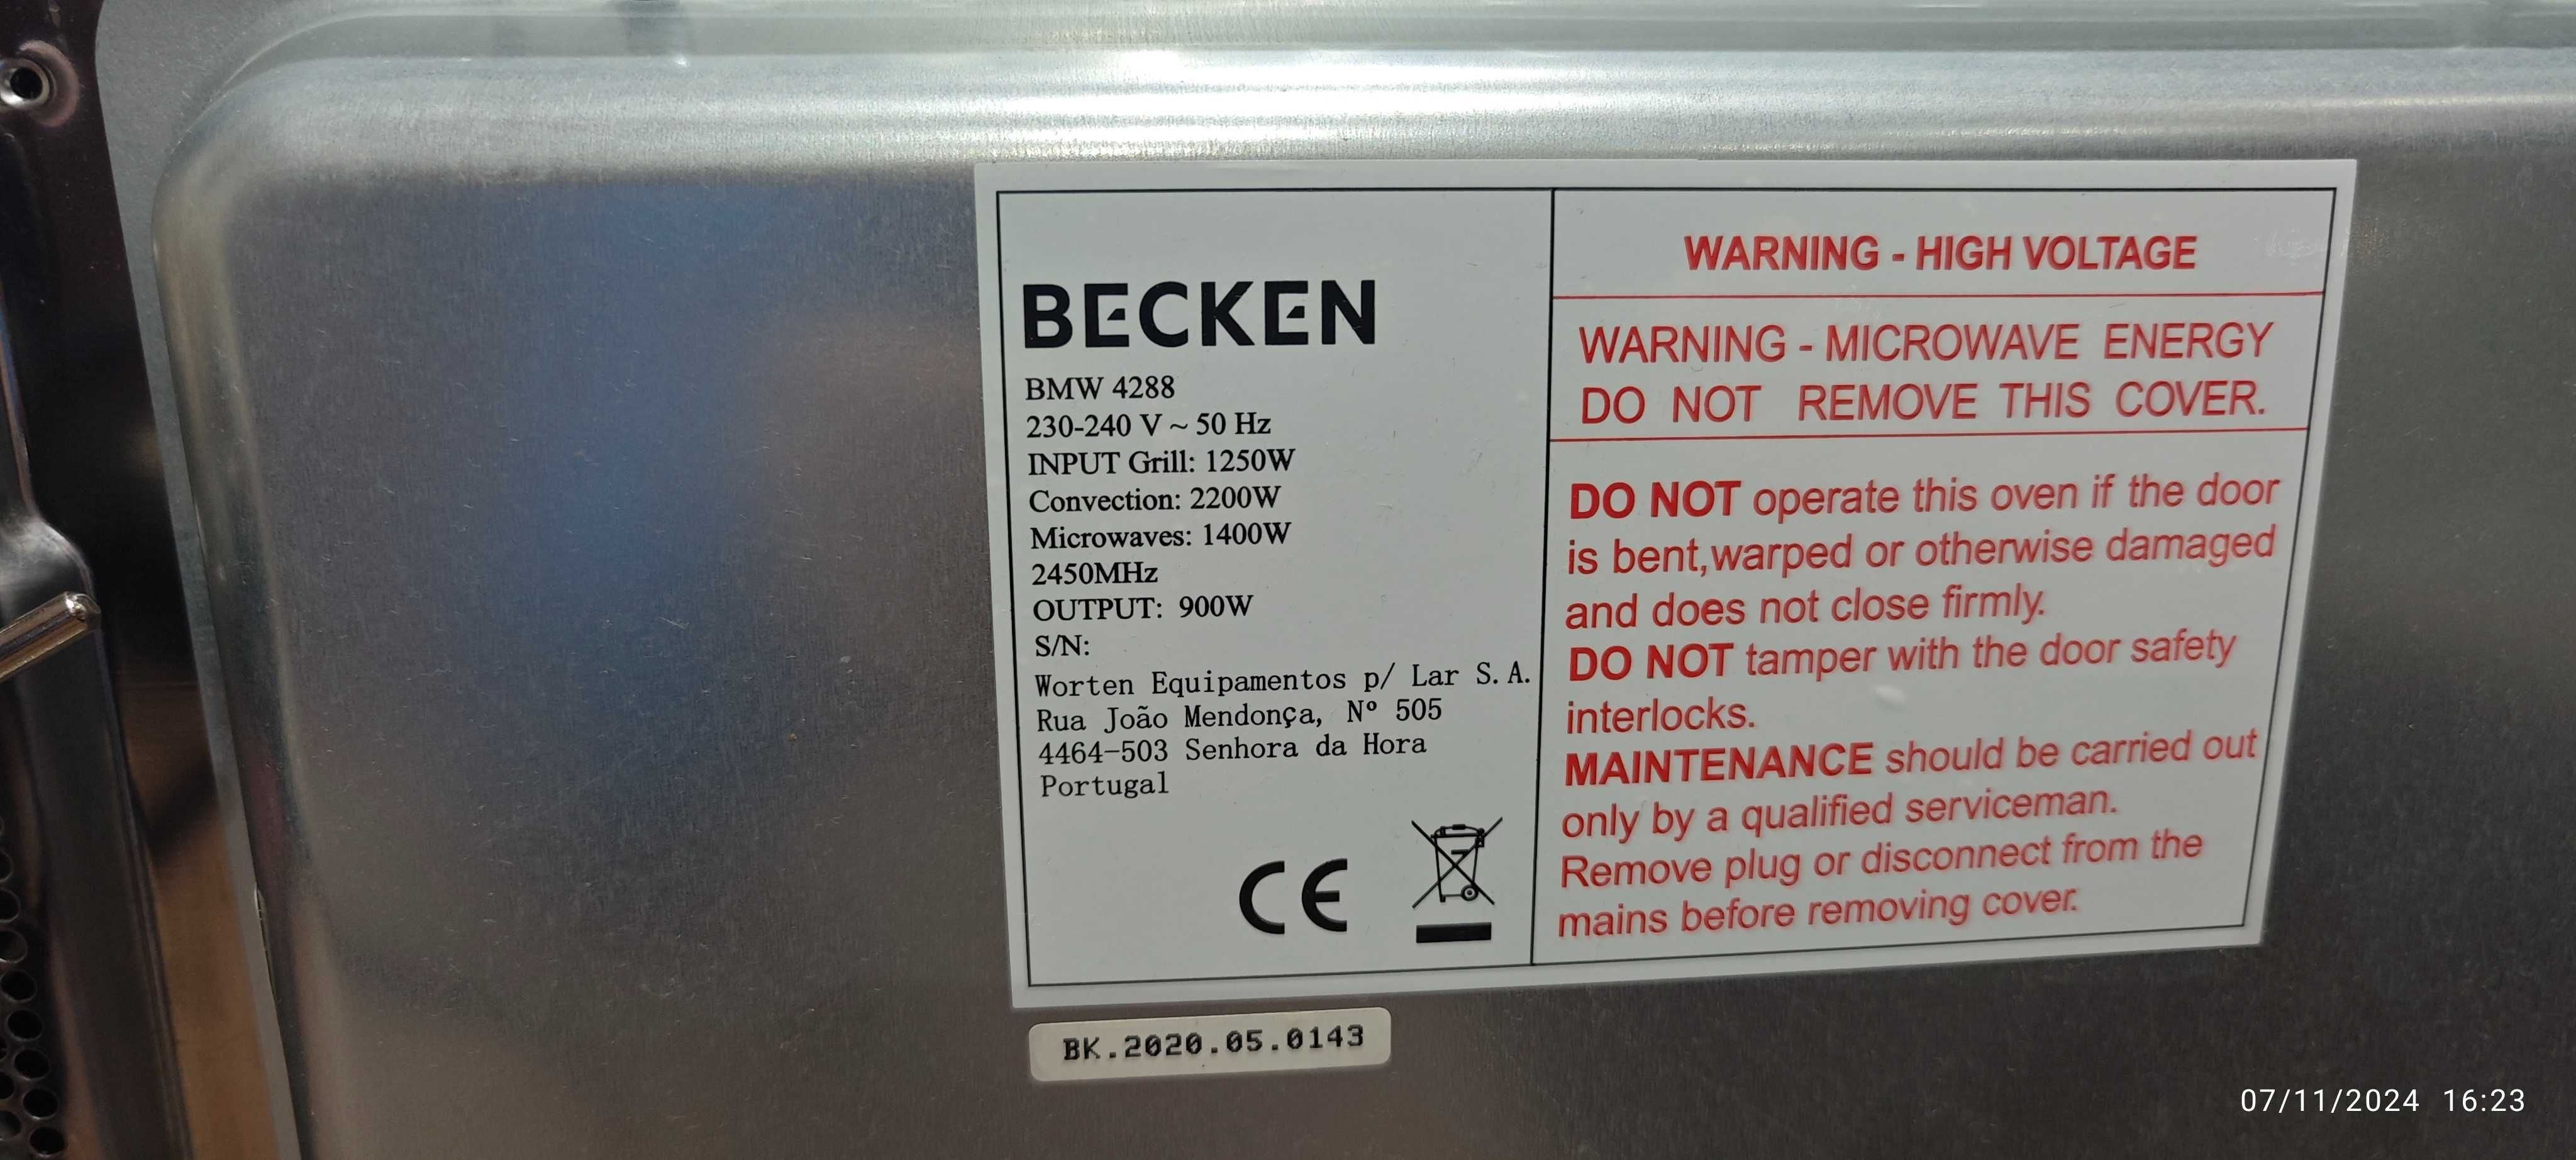 BECKEN
BMW 4288
230-240 V ~ 50 Hz
INPUT Grill: 1250W
Convection: 2200W
Microwaves: 1400W
2450MHz
OUTPUT: 900W
S/N:
Worten Equipamentos p/ Lar S.A.
Rua João Mendonça, Nº 505
4464-503 Senhora da Hora
Portugal
CE
WARNING - HIGH VOLTAGE
WARNING - MICROWAVE ENERGY
DO NOT REMOVE THIS COVER.
DO NOT operate this oven if the door
is bent,warped or otherwise damaged
and does not close firmly.
DO NOT tamper with the door safety
interlocks.
MAINTENANCE should be carried out
only by a qualified serviceman.
Remove plug or disconnect from the
mains before removing cover.
BK.2020.05.0143
07/11/2024 16:23